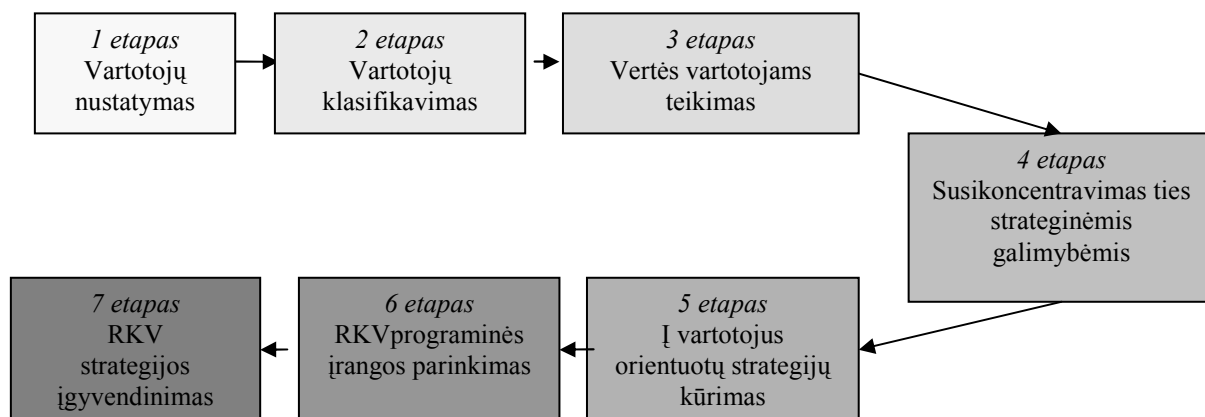 1 etapas
Vartotojų
nustatymas
2 etapas
Vartotojų
klasifikavimas
3 etapas
Vertės vartotojams
teikimas
4 etapas
Susikoncentravimas ties
strateginėmis
galimybėmis
5 etapas
Į vartotojus
orientuotų strategijų
kūrimas
6 etapas
RKVprograminės
įrangos parinkimas
7 etapas
RKV
strategijos
įgyvendinimas